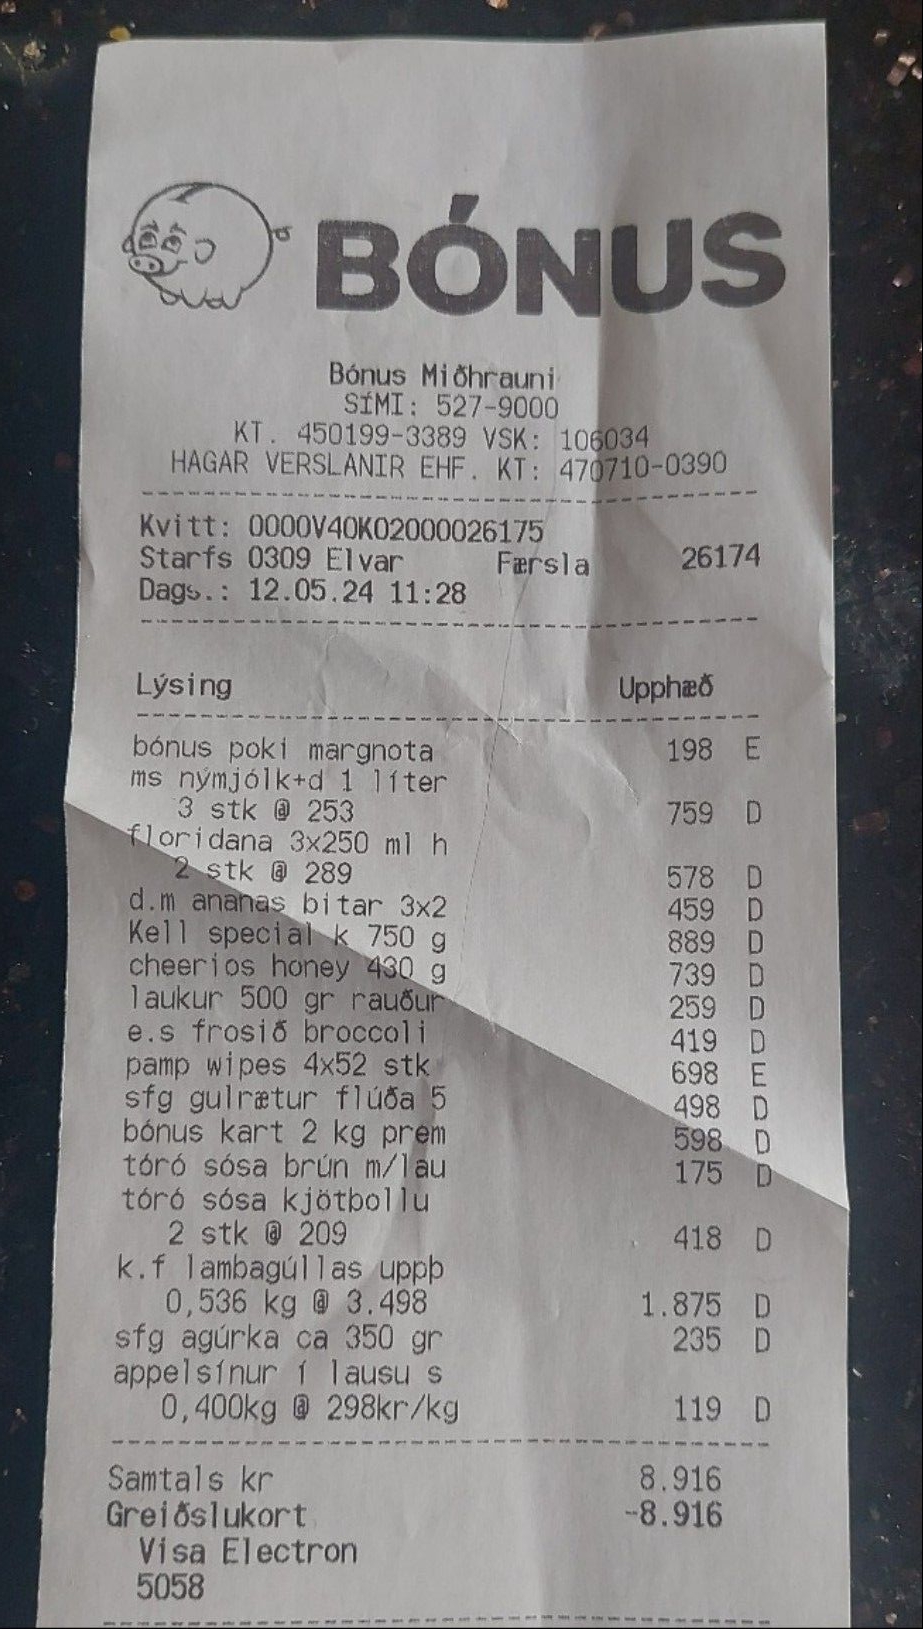 BÓNUS
Bónus Miðhrauni
SÍMI: 527-9000
KT. 450199-3389 VSK: 106034
HAGAR VERSLANIR EHF. KT: 470710-0390
Kvitt: 0000V40K02000026175
Starfs 0309 Elvar Færsla 26174
Dags.: 12.05.24 11:28
Lýsing Upphæð
bónus poki margnota 198 E
ms nýmjólk+d 1 líter
3 stk @ 253 759 D
floridana 3x250 ml h
2 stk @ 289 578 D
d.m ananas bitar 3x2 459 D
Kell special k 750 g 889 D
cheerios honey 430 g 739 D
laukur 500 gr rauður 259 D
e.s frosið broccoli 419 D
pamp wipes 4x52 stk 698 E
sfg gulrætur flúða 5 498 D
bónus kart 2 kg prem 598 D
tóró sósa brún m/lau 175 D
tóró sósa kjötbollu
2 stk @ 209 418 D
k.f lambagúllas uppþ
0,536 kg @ 3.498 1.875 D
sfg agúrka ca 350 gr 235 D
appelsínur í lausu s
0,400kg @ 298kr/kg 119 D
Samtals kr 8.916
Greiðslukort -8.916
Visa Electron
5058